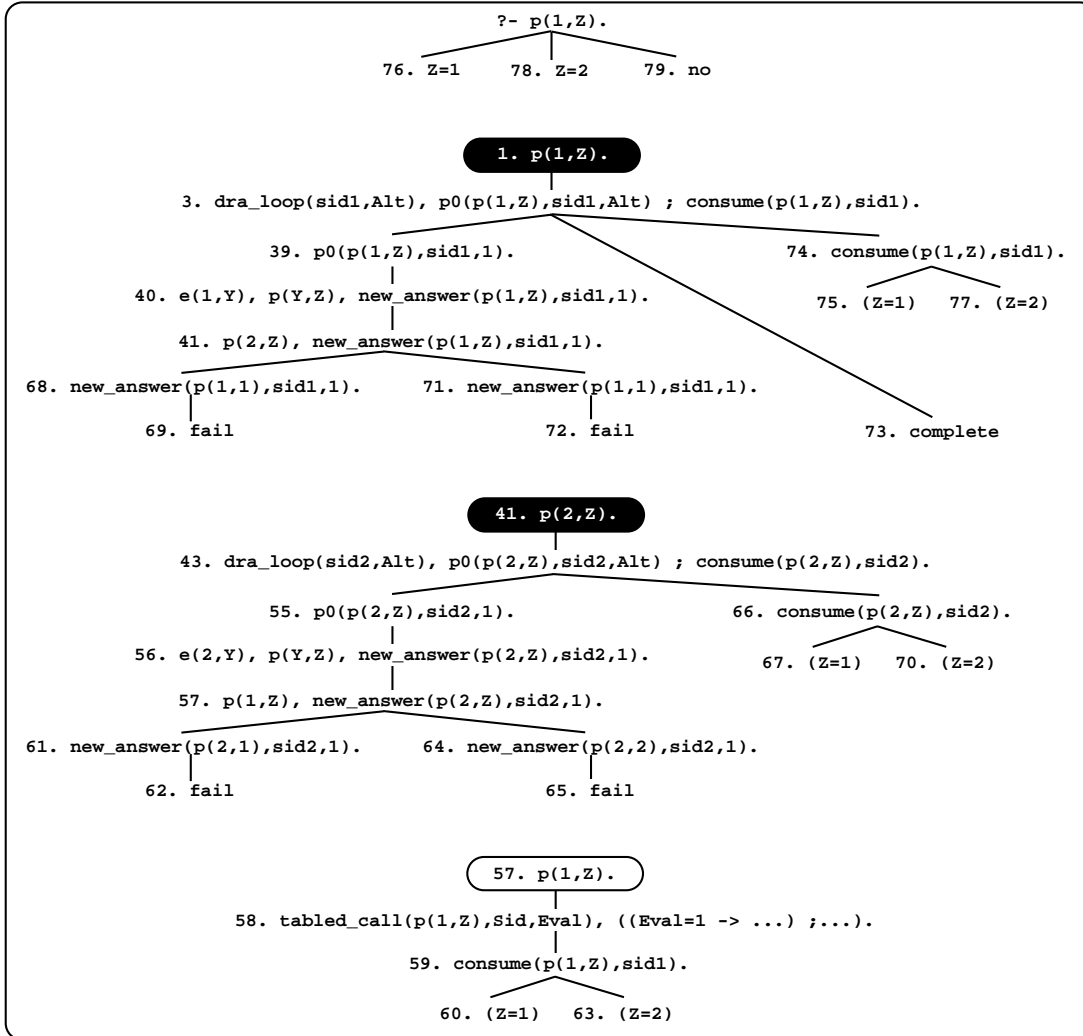 ?- p(1,Z).
76. Z=1 78. Z=2 79. no
1. p(1,Z).
3. dra_loop(sid1,Alt), p0(p(1,Z),sid1,Alt) ; consume(p(1,Z),sid1).
39. p0(p(1,Z),sid1,1). 74. consume(p(1,Z),sid1).
40. e(1,Y), p(Y,Z), new_answer(p(1,Z),sid1,1). 75. (Z=1) 77. (Z=2)
41. p(2,Z), new_answer(p(1,Z),sid1,1).
68. new_answer(p(1,1),sid1,1). 71. new_answer(p(1,1),sid1,1).
69. fail 72. fail 73. complete
41. p(2,Z).
43. dra_loop(sid2,Alt), p0(p(2,Z),sid2,Alt) ; consume(p(2,Z),sid2).
55. p0(p(2,Z),sid2,1). 66. consume(p(2,Z),sid2).
56. e(2,Y), p(Y,Z), new_answer(p(2,Z),sid2,1). 67. (Z=1) 70. (Z=2)
57. p(1,Z), new_answer(p(2,Z),sid2,1).
61. new_answer(p(2,1),sid2,1). 64. new_answer(p(2,2),sid2,1).
62. fail 65. fail
57. p(1,Z).
58. tabled_call(p(1,Z),Sid,Eval), ((Eval=1 -> ...) ;...).
59. consume(p(1,Z),sid1).
60. (Z=1) 63. (Z=2)